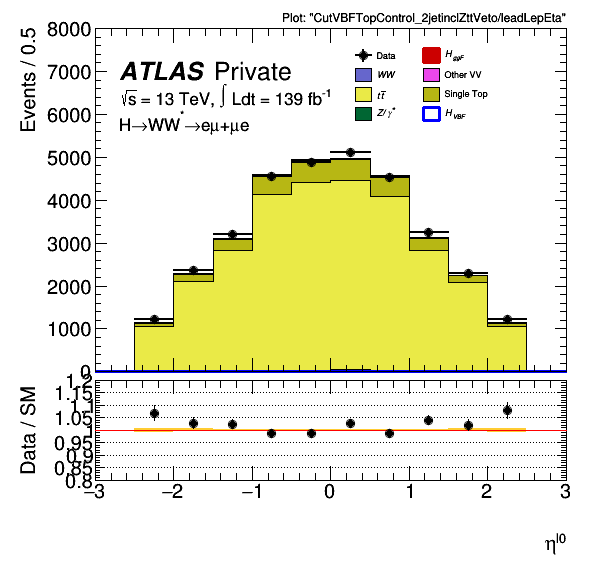 Plot: "CutVBFTopControl_2jetinclZttVeto/leadLepEta"
Events / 0.5
8000
7000
6000
5000
4000
3000
2000
1000
0
ATLAS Private
√s = 13 TeV, ∫ Ldt = 139 fb⁻¹
H→WW*→eμ+μe
Data
WW
tt̅
Z/γ*
H ggF
Other VV
Single Top
H VBF
Data / SM
1.2
1.15
1.1
1.05
1
0.95
0.9
0.85
0.8
−3 −2 −1 0 1 2 3
η^l0